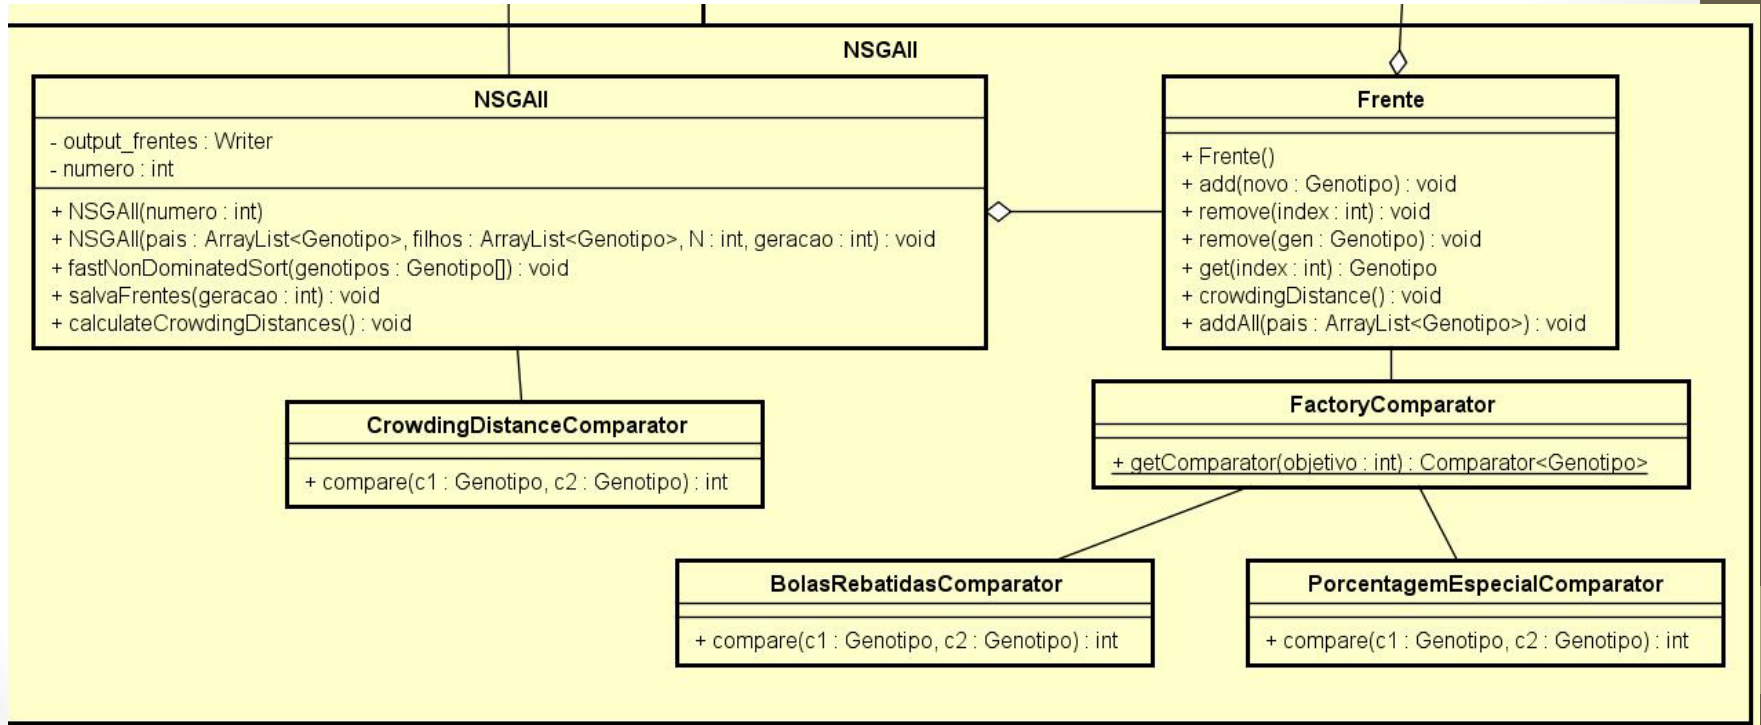 NSGAII
NSGAII
- output_frentes : Writer
- numero : int
+ NSGAII(numero : int)
+ NSGAII(pais : ArrayList<Genotipo>, filhos : ArrayList<Genotipo>, N : int, geracao : int) : void
+ fastNonDominatedSort(genotipos : Genotipo[]) : void
+ salvaFrentes(geracao : int) : void
+ calculateCrowdingDistances() : void
Frente
+ Frente()
+ add(novo : Genotipo) : void
+ remove(index : int) : void
+ remove(gen : Genotipo) : void
+ get(index : int) : Genotipo
+ crowdingDistance() : void
+ addAll(pais : ArrayList<Genotipo>) : void
CrowdingDistanceComparator
+ compare(c1 : Genotipo, c2 : Genotipo) : int
FactoryComparator
+ getComparator(objetivo : int) : Comparator<Genotipo>
BolasRebatidasComparator
+ compare(c1 : Genotipo, c2 : Genotipo) : int
PorcentagemEspecialComparator
+ compare(c1 : Genotipo, c2 : Genotipo) : int